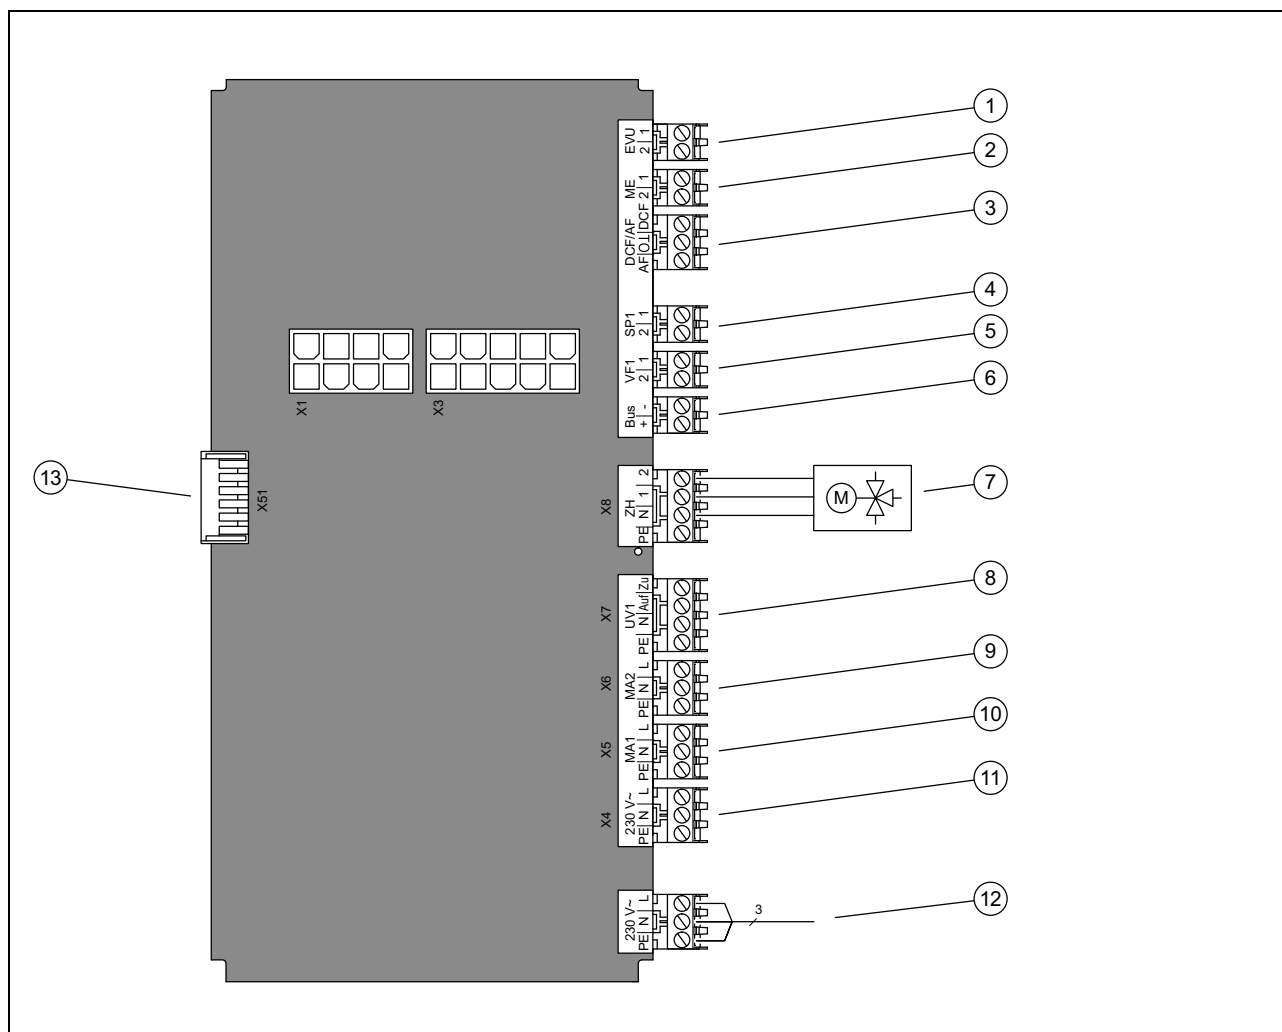 1
EVU
2 1
2
ME
2 1
3
DCF/AF
AF ⊥O DCF
4
SP1
2 1
5
VF1
2 1
6
Bus
+ -
X1
X3
13
X51
7
X8
ZH
PE N 1 2
M
8
X7
UV1
PE N Auf Zu
9
X6
MA2
PE N L
10
X5
MA1
PE N L
11
X4
230 V~
PE N L
12
230 V~
PE N L
3